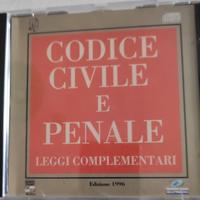 CODICE
CIVILE
E
PENALE
LEGGI COMPLEMENTARI
Edizione 1996